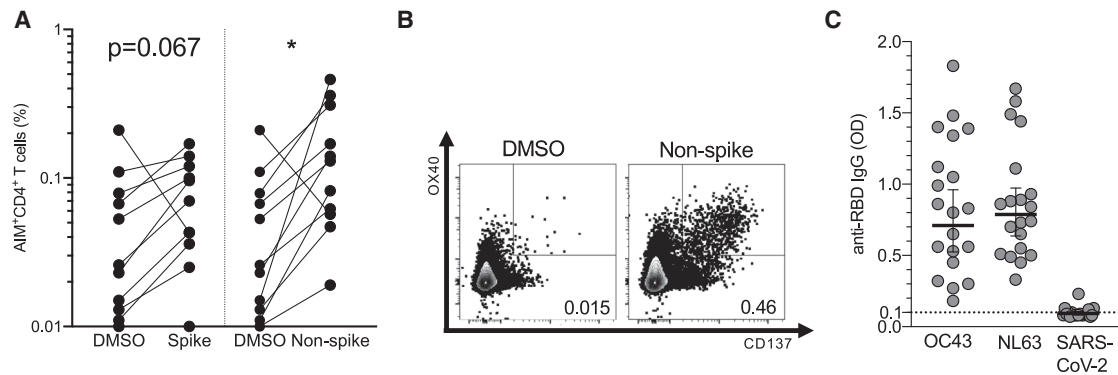 A
1
p=0.067
*
AIM⁺CD4⁺ T cells (%)
0.1
0.01
DMSO Spike DMSO Non-spike
B
DMSO Non-spike
OX40
0.015 0.46
CD137
C
2.0
1.5
1.0
0.5
0.1
0.0
anti-RBD IgG (OD)
OC43 NL63 SARS-
CoV-2